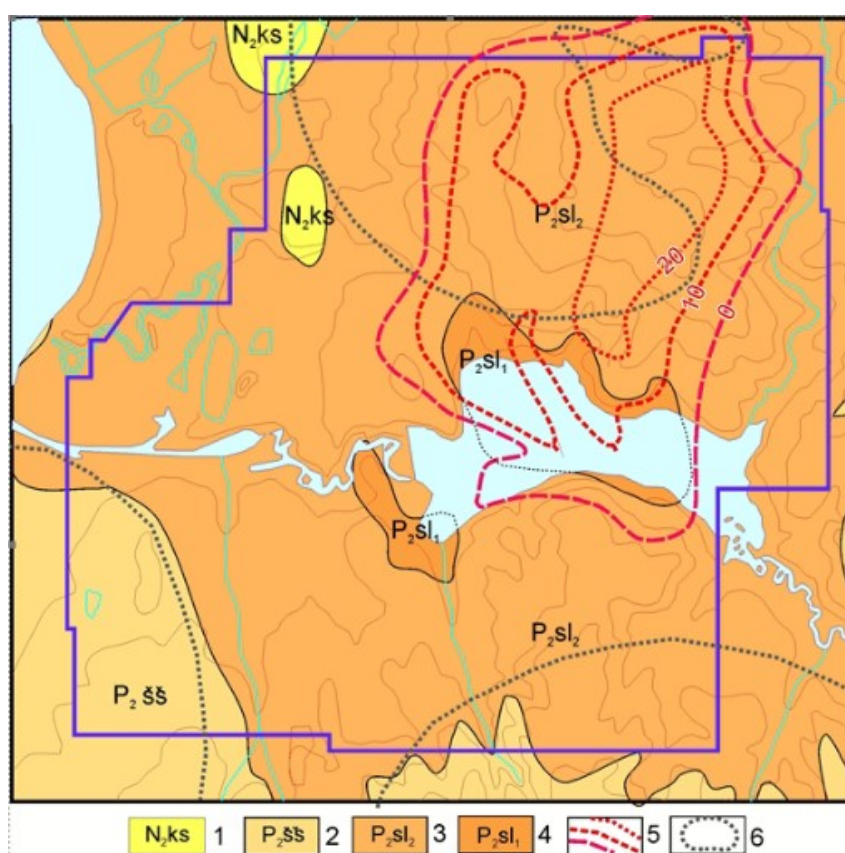 N₂ks
N₂ks
P₂sl₂
20
10
0
P₂sl₁
P₂sl₁
P₂sl₂
P₂ šš
N₂ks 1 P₂šš 2 P₂sl₂ 3 P₂sl₁ 4 5 6